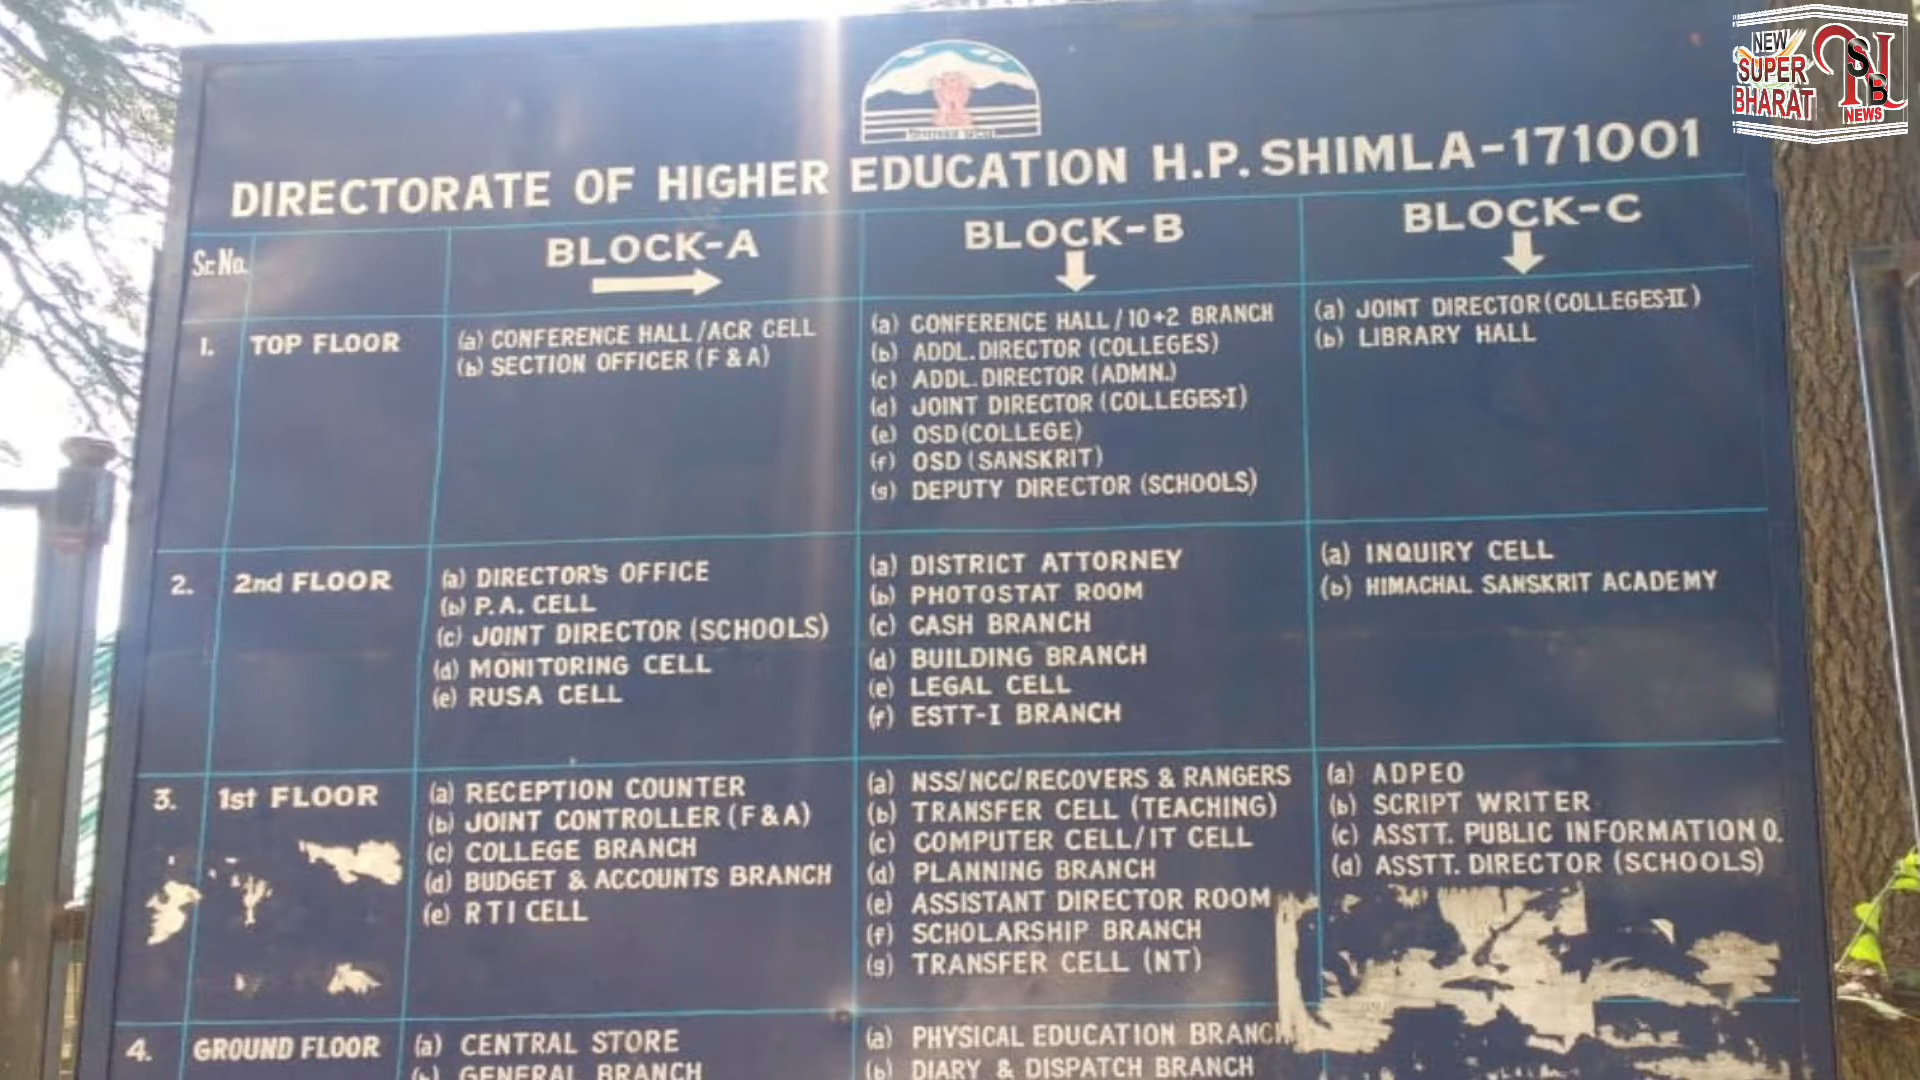 NEW
SUPER
BHARAT
NSB
NEWS
DIRECTORATE OF HIGHER EDUCATION H.P. SHIMLA-171001
Sr. No.
BLOCK-A
BLOCK-B
BLOCK-C
1. TOP FLOOR
(a) CONFERENCE HALL/ACR CELL
(b) SECTION OFFICER (F & A)
(a) CONFERENCE HALL/10+2 BRANCH
(b) ADDL. DIRECTOR (COLLEGES)
(c) ADDL. DIRECTOR (ADMN.)
(d) JOINT DIRECTOR (COLLEGES-I)
(e) OSD (COLLEGE)
(f) OSD (SANSKRIT)
(g) DEPUTY DIRECTOR (SCHOOLS)
(a) JOINT DIRECTOR (COLLEGES-II)
(b) LIBRARY HALL
2. 2nd FLOOR
(a) DIRECTOR's OFFICE
(b) P.A. CELL
(c) JOINT DIRECTOR (SCHOOLS)
(d) MONITORING CELL
(e) RUSA CELL
(a) DISTRICT ATTORNEY
(b) PHOTOSTAT ROOM
(c) CASH BRANCH
(d) BUILDING BRANCH
(e) LEGAL CELL
(f) ESTT-I BRANCH
(a) INQUIRY CELL
(b) HIMACHAL SANSKRIT ACADEMY
3. 1st FLOOR
(a) RECEPTION COUNTER
(b) JOINT CONTROLLER (F & A)
(c) COLLEGE BRANCH
(d) BUDGET & ACCOUNTS BRANCH
(e) RTI CELL
(a) NSS/NCC/RECOVERS & RANGERS
(b) TRANSFER CELL (TEACHING)
(c) COMPUTER CELL/IT CELL
(d) PLANNING BRANCH
(e) ASSISTANT DIRECTOR ROOM
(f) SCHOLARSHIP BRANCH
(g) TRANSFER CELL (NT)
(a) ADPEO
(b) SCRIPT WRITER
(c) ASSTT. PUBLIC INFORMATION O.
(d) ASSTT. DIRECTOR (SCHOOLS)
4. GROUND FLOOR
(a) CENTRAL STORE
(b) GENERAL BRANCH
(a) PHYSICAL EDUCATION BRANCH
(b) DIARY & DISPATCH BRANCH